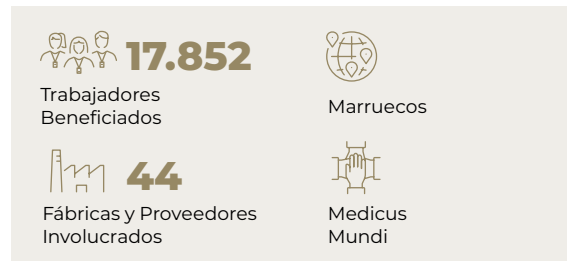 17.852
Trabajadores
Beneficiados
Marruecos
44
Fábricas y Proveedores
Involucrados
Medicus
Mundi